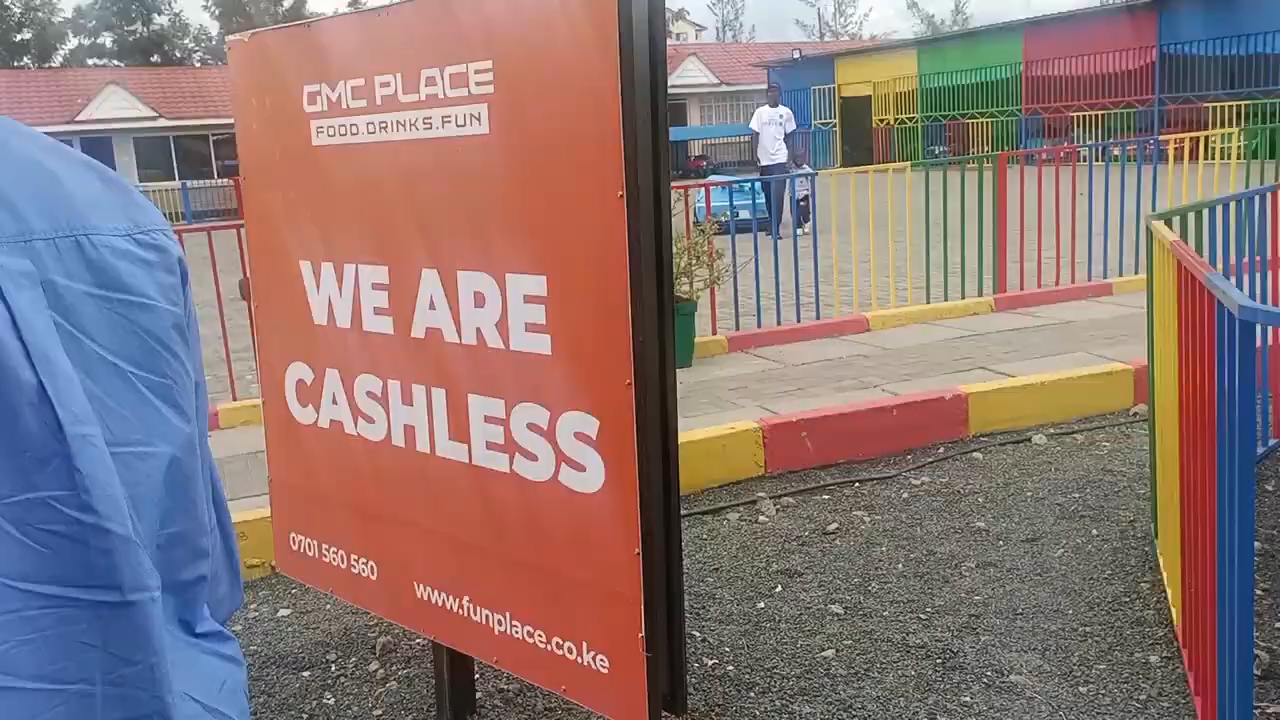 GMC PLACE
FOOD.DRINKS.FUN
WE ARE
CASHLESS
0701 560 560
www.funplace.co.ke